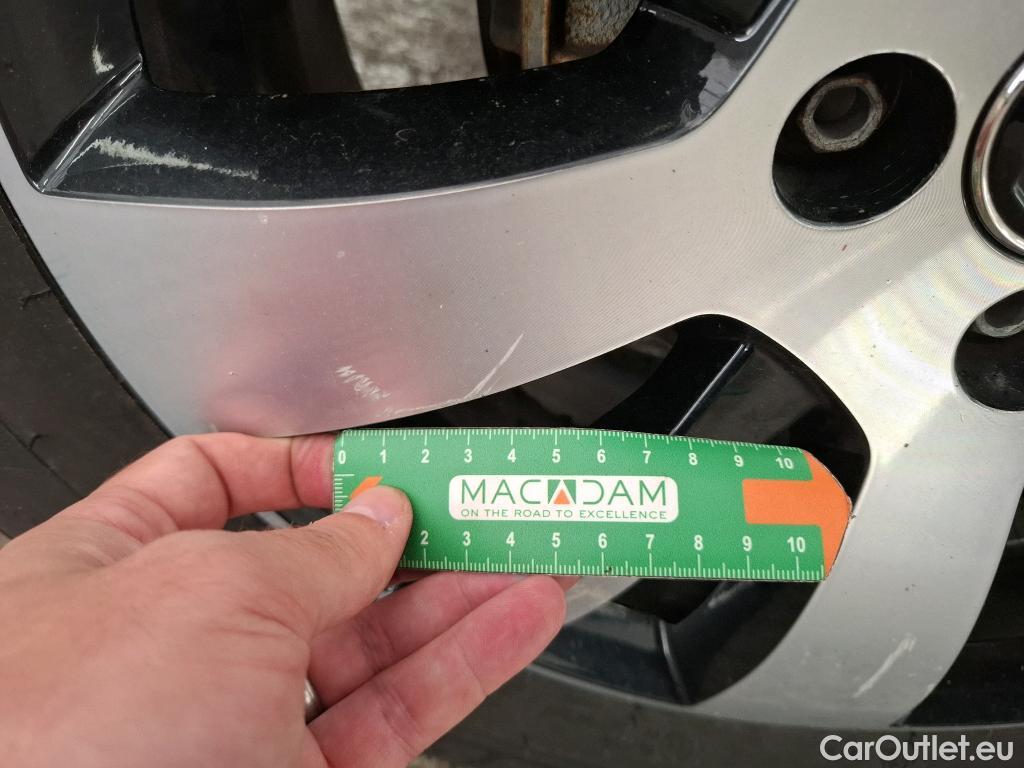 0 1 2 3 4 5 6 7 8 9 10
MACADAM
ON THE ROAD TO EXCELLENCE
2 3 4 5 6 7 8 9 10
CarOutlet.eu